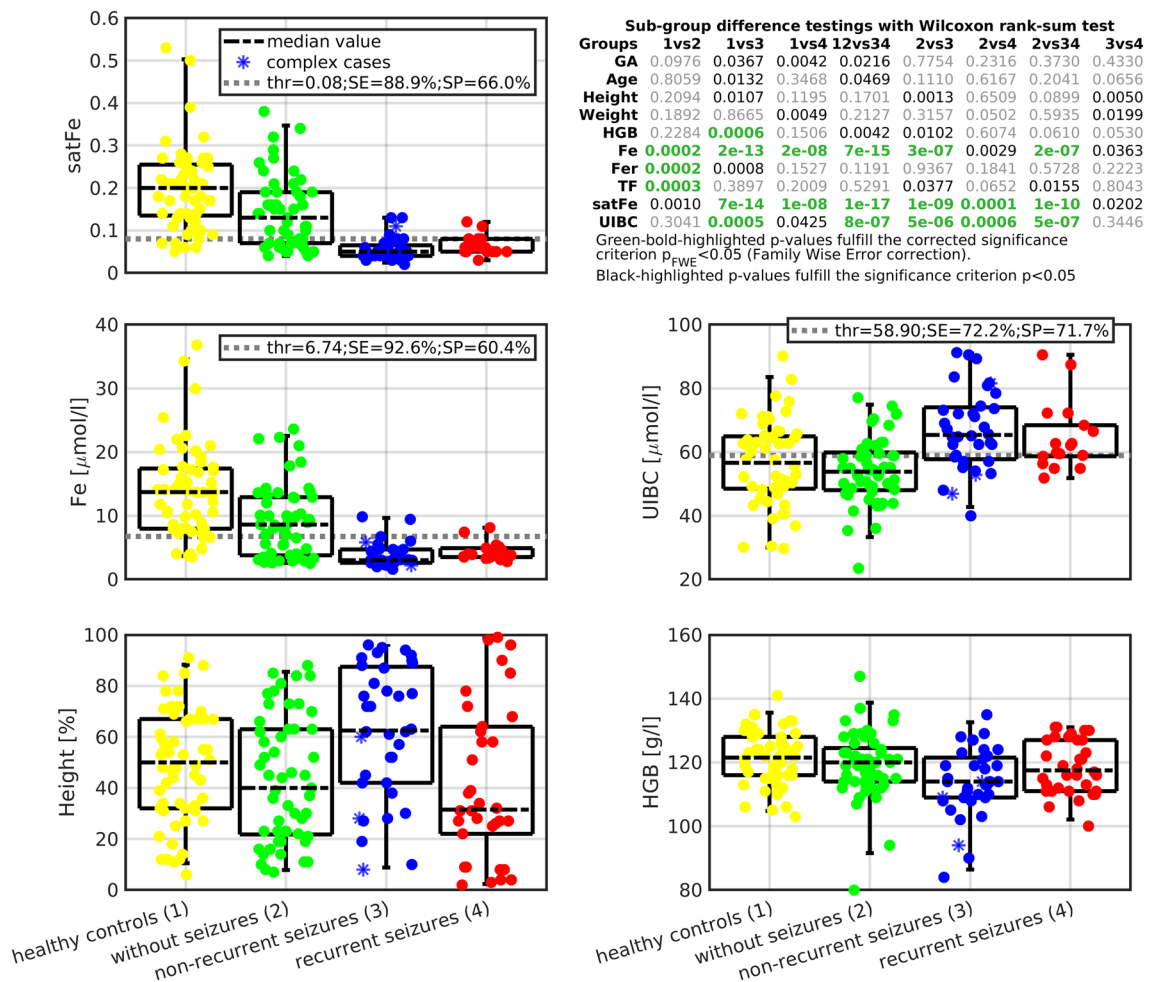 0.6
0.5
0.4
0.3
0.2
0.1
0
satFe
median value
complex cases
thr=0.08;SE=88.9%;SP=66.0%
Sub-group difference testings with Wilcoxon rank-sum test
Groups 1vs2 1vs3 1vs4 12vs34 2vs3 2vs4 2vs34 3vs4
GA 0.0976 0.0367 0.0042 0.0216 0.7754 0.2316 0.3730 0.4330
Age 0.8059 0.0132 0.3468 0.0469 0.1110 0.6167 0.2041 0.0656
Height 0.2094 0.0107 0.1195 0.1701 0.0013 0.6509 0.0899 0.0050
Weight 0.1892 0.8665 0.0049 0.2127 0.3157 0.0502 0.5935 0.0199
HGB 0.2284 0.0006 0.1506 0.0042 0.0102 0.6074 0.0610 0.0530
Fe 0.0002 2e-13 2e-08 7e-15 3e-07 0.0029 2e-07 0.0363
Fer 0.0002 0.0008 0.1527 0.1191 0.9367 0.1841 0.5728 0.2223
TF 0.0003 0.3897 0.2009 0.5291 0.0377 0.0652 0.0155 0.8043
satFe 0.0010 7e-14 1e-08 1e-17 1e-09 0.0001 1e-10 0.0202
UIBC 0.3041 0.0005 0.0425 8e-07 5e-06 0.0006 5e-07 0.3446
Green-bold-highlighted p-values fulfill the corrected significance
criterion pFWE<0.05 (Family Wise Error correction).
Black-highlighted p-values fulfill the significance criterion p<0.05
40
30
20
10
0
Fe [μmol/l]
thr=6.74;SE=92.6%;SP=60.4%
100
80
60
40
20
UIBC [μmol/l]
thr=58.90;SE=72.2%;SP=71.7%
100
80
60
40
20
0
Height [%]
healthy controls (1)
without seizures (2)
non-recurrent seizures (3)
recurrent seizures (4)
160
140
120
100
80
HGB [g/l]
healthy controls (1)
without seizures (2)
non-recurrent seizures (3)
recurrent seizures (4)